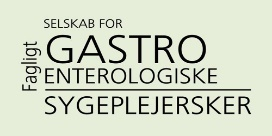 Fagligt
SELSKAB FOR
GASTRO
ENTEROLOGISKE
SYGEPLEJERSKER